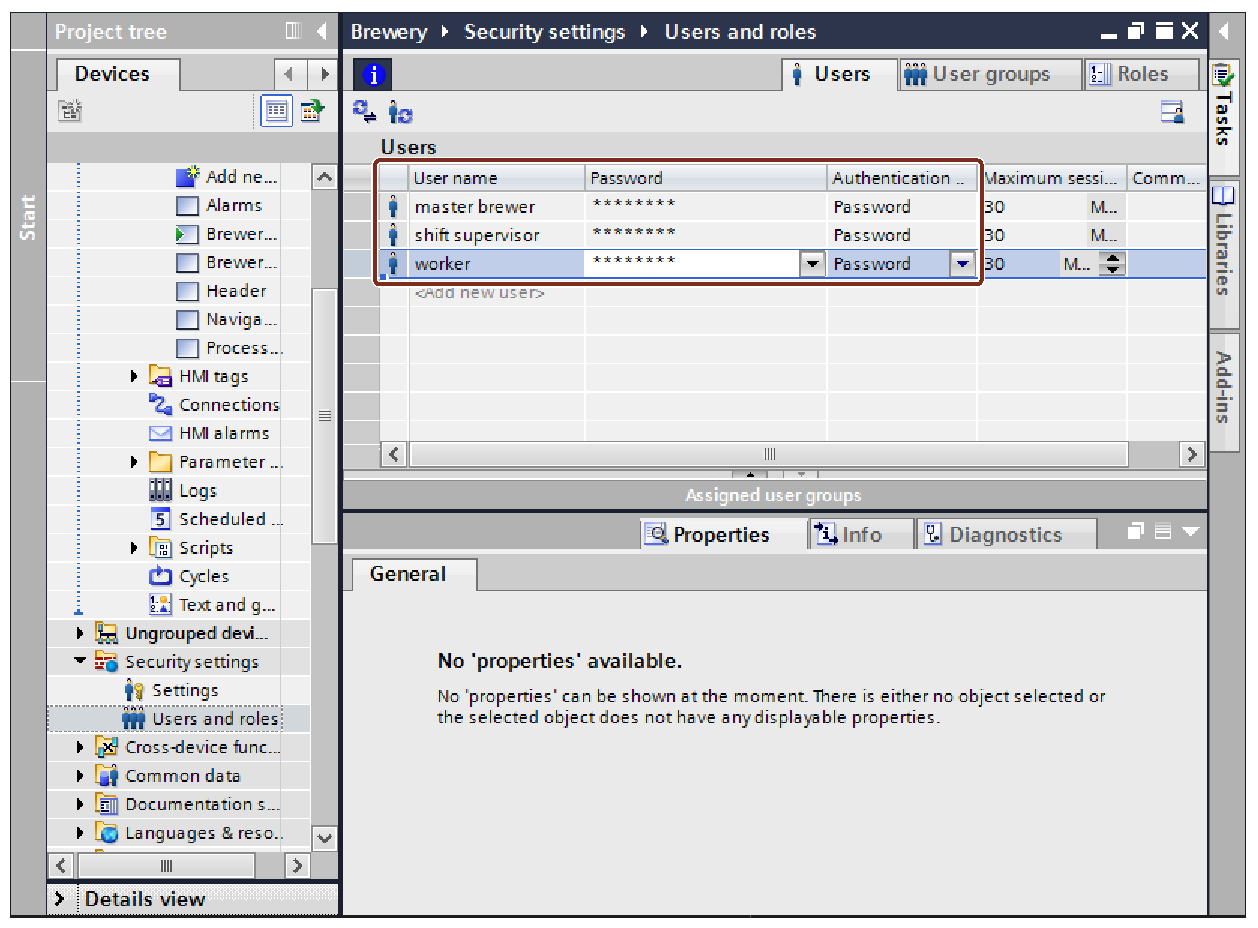 Project tree
Brewery ▸ Security settings ▸ Users and roles
Start
Devices
Add ne...
Alarms
Brewer...
Brewer...
Header
Naviga...
Process...
HMI tags
Connections
HMI alarms
Parameter ...
Logs
Scheduled ...
Scripts
Cycles
Text and g...
Ungrouped devi...
Security settings
Settings
Users and roles
Cross-device func...
Common data
Documentation s...
Languages & reso..
Details view
Users
User groups
Roles
Users
User name Password Authentication .. Maximum sessi... Comm...
master brewer ******** Password 30 M...
shift supervisor ******** Password 30 M...
worker ******** Password 30 M...
<Add new user>
Assigned user groups
Properties
Info
Diagnostics
General
No 'properties' available.
No 'properties' can be shown at the moment. There is either no object selected or
the selected object does not have any displayable properties.
Tasks
Libraries
Add-ins